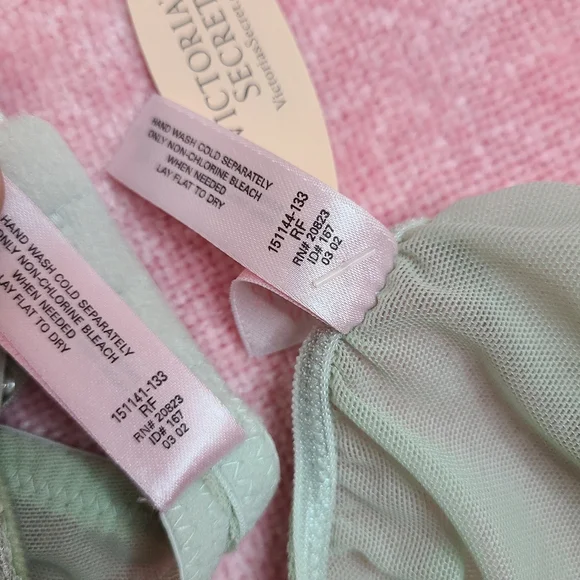 VICTORIA'S
SECRET
VictoriasSecret
HAND WASH COLD SEPARATELY
ONLY NON-CHLORINE BLEACH
WHEN NEEDED
LAY FLAT TO DRY
151144-133
RF
RN# 20823
ID# 167
03 02
HAND WASH COLD SEPARATELY
ONLY NON-CHLORINE BLEACH
WHEN NEEDED
LAY FLAT TO DRY
151141-133
RF
RN# 20823
ID# 167
03 02